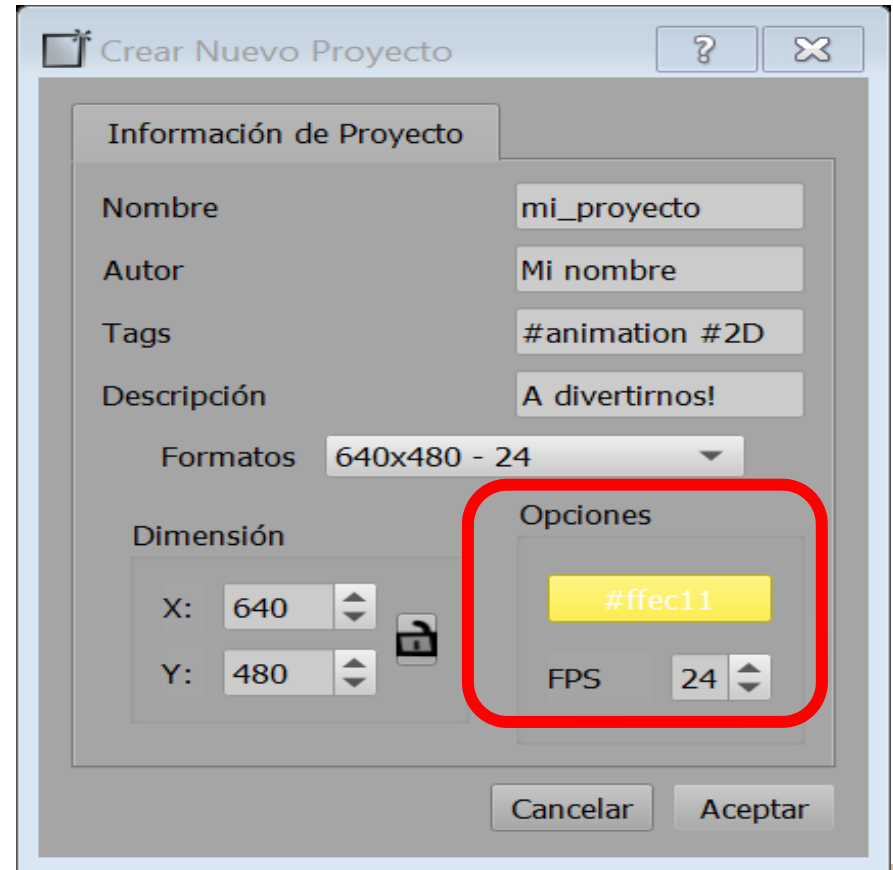 Crear Nuevo Proyecto
Información de Proyecto
Nombre mi_proyecto
Autor Mi nombre
Tags #animation #2D
Descripción A divertirnos!
Formatos 640x480 - 24
Dimensión
X: 640
Y: 480
Opciones
#ffec11
FPS 24
Cancelar Aceptar